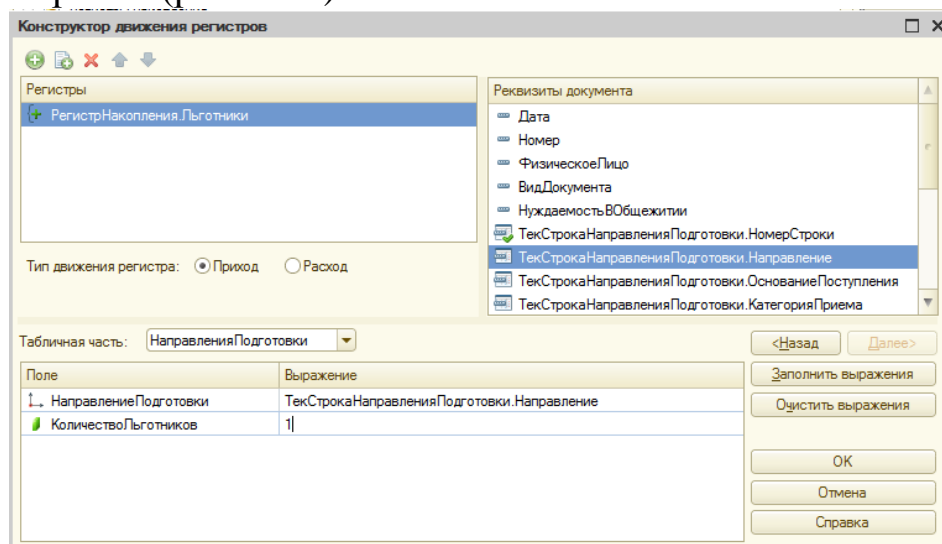 Конструктор движения регистров
Регистры
РегистрНакопления.Льготники
Реквизиты документа
Дата
Номер
ФизическоеЛицо
ВидДокумента
НуждаемостьВОбщежитии
ТекСтрокаНаправленияПодготовки.НомерСтроки
ТекСтрокаНаправленияПодготовки.Направление
ТекСтрокаНаправленияПодготовки.ОснованиеПоступления
ТекСтрокаНаправленияПодготовки.КатегорияПриема
Тип движения регистра: Приход Расход
Табличная часть: НаправленияПодготовки
<Назад Далее>
Поле Выражение
НаправлениеПодготовки ТекСтрокаНаправленияПодготовки.Направление
КоличествоЛьготников 1
Заполнить выражения
Очистить выражения
ОК
Отмена
Справка